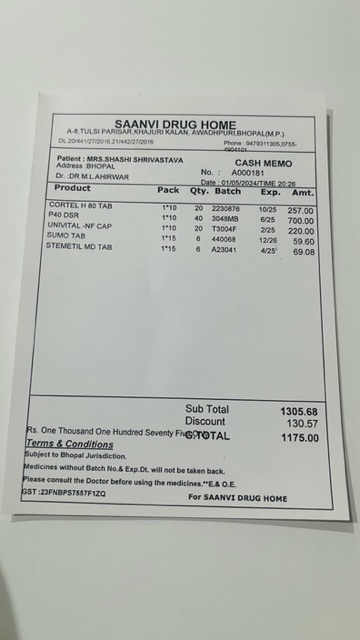 SAANVI DRUG HOME
A-8,TULSI PARISAR,KHAJURI KALAN, AWADHPURI,BHOPAL(M.P.)
DL:20/441/27/2016,21/442/27/2016 Phone : 9479311305,0755-
4904101
Patient : MRS.SHASHI SHRIVASTAVA CASH MEMO
Address :BHOPAL
Dr. :DR M.L.AHIRWAR No. : A000181
Date : 01/05/2024/TIME 20:26
Product Pack Qty. Batch Exp. Amt.
CORTEL H 80 TAB 1*10 20 2230876 10/25 257.00
P40 DSR 1*10 40 3048MB 6/25 700.00
UNIVITAL -NF CAP 1*10 20 T3004F 2/25 220.00
SUMO TAB 1*15 6 440068 12/26 59.60
STEMETIL MD TAB 1*15 6 A23041 4/25' 69.08
Sub Total 1305.68
Discount 130.57
Rs. One Thousand One Hundred Seventy Five G.TOTAL 1175.00
Terms & Conditions
Subject to Bhopal Jurisdiction.
Medicines without Batch No.& Exp.Dt. will not be taken back.
Please consult the Doctor before using the medicines.**E.& O.E.
GST :23FNBPS7557F1ZQ For SAANVI DRUG HOME